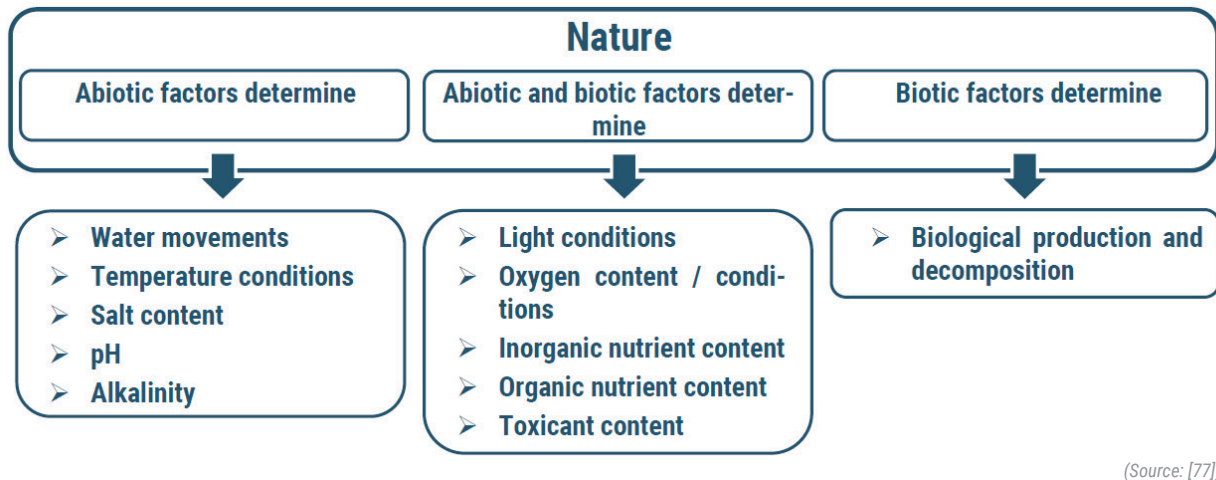 Nature
Abiotic factors determine
Abiotic and biotic factors deter-
mine
Biotic factors determine
➢ Water movements
➢ Temperature conditions
➢ Salt content
➢ pH
➢ Alkalinity
➢ Light conditions
➢ Oxygen content / condi-
tions
➢ Inorganic nutrient content
➢ Organic nutrient content
➢ Toxicant content
➢ Biological production and
decomposition
(Source: [77])